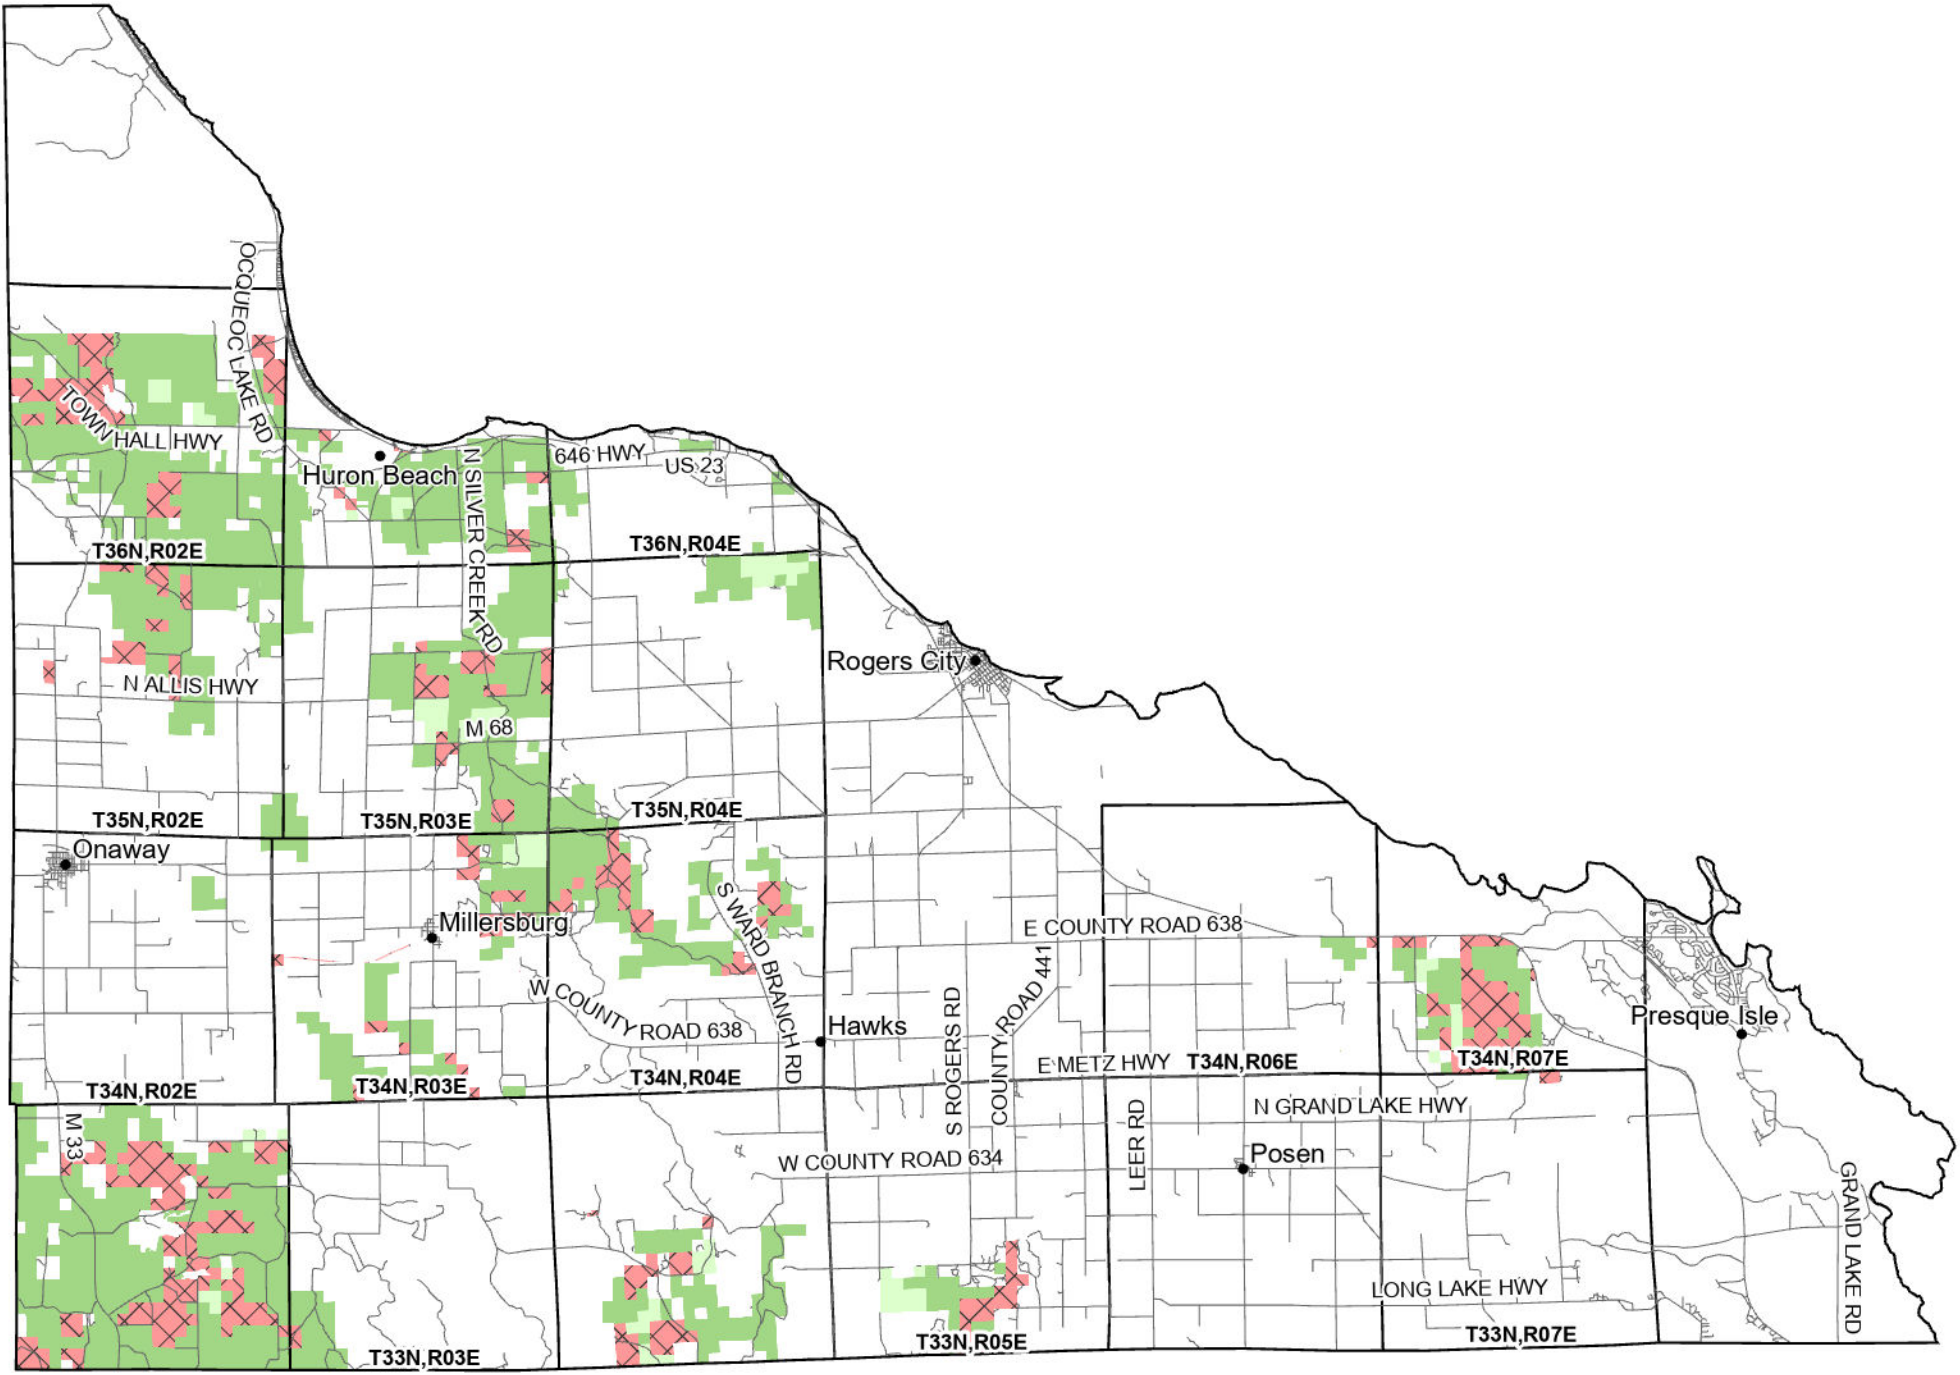 OCQUEOC LAKE RD
TOWN HALL HWY
Huron Beach
N SILVER CREEK RD
646 HWY
US 23
T36N,R02E
T36N,R04E
Rogers City
N ALLIS HWY
M 68
T35N,R02E
T35N,R03E
T35N,R04E
Onaway
Millersburg
S WARD BRANCH RD
E COUNTY ROAD 638
W COUNTY ROAD 638
Hawks
S ROGERS RD
COUNTY ROAD 441
Presque Isle
E METZ HWY
T34N,R06E
T34N,R07E
T34N,R02E
T34N,R03E
T34N,R04E
M 33
LEER RD
N GRAND LAKE HWY
W COUNTY ROAD 634
Posen
GRAND LAKE RD
LONG LAKE HWY
T33N,R03E
T33N,R05E
T33N,R07E